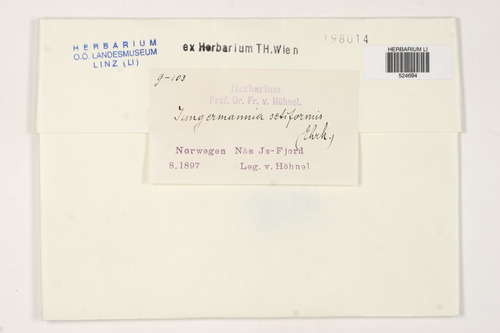 HERBARIUM
O.Ö. LANDESMUSEUM
LINZ (LI)
ex Herbarium TH.Wien
198014
HERBARIUM LI
524694
g-103
Herbarium
Prof. Dr. Fr. v. Höhnel.
Jungermannia setiformis
(Ehrh.)
Norwegen Näs Js-Fjord
8.1897 Leg. v. Höhnel